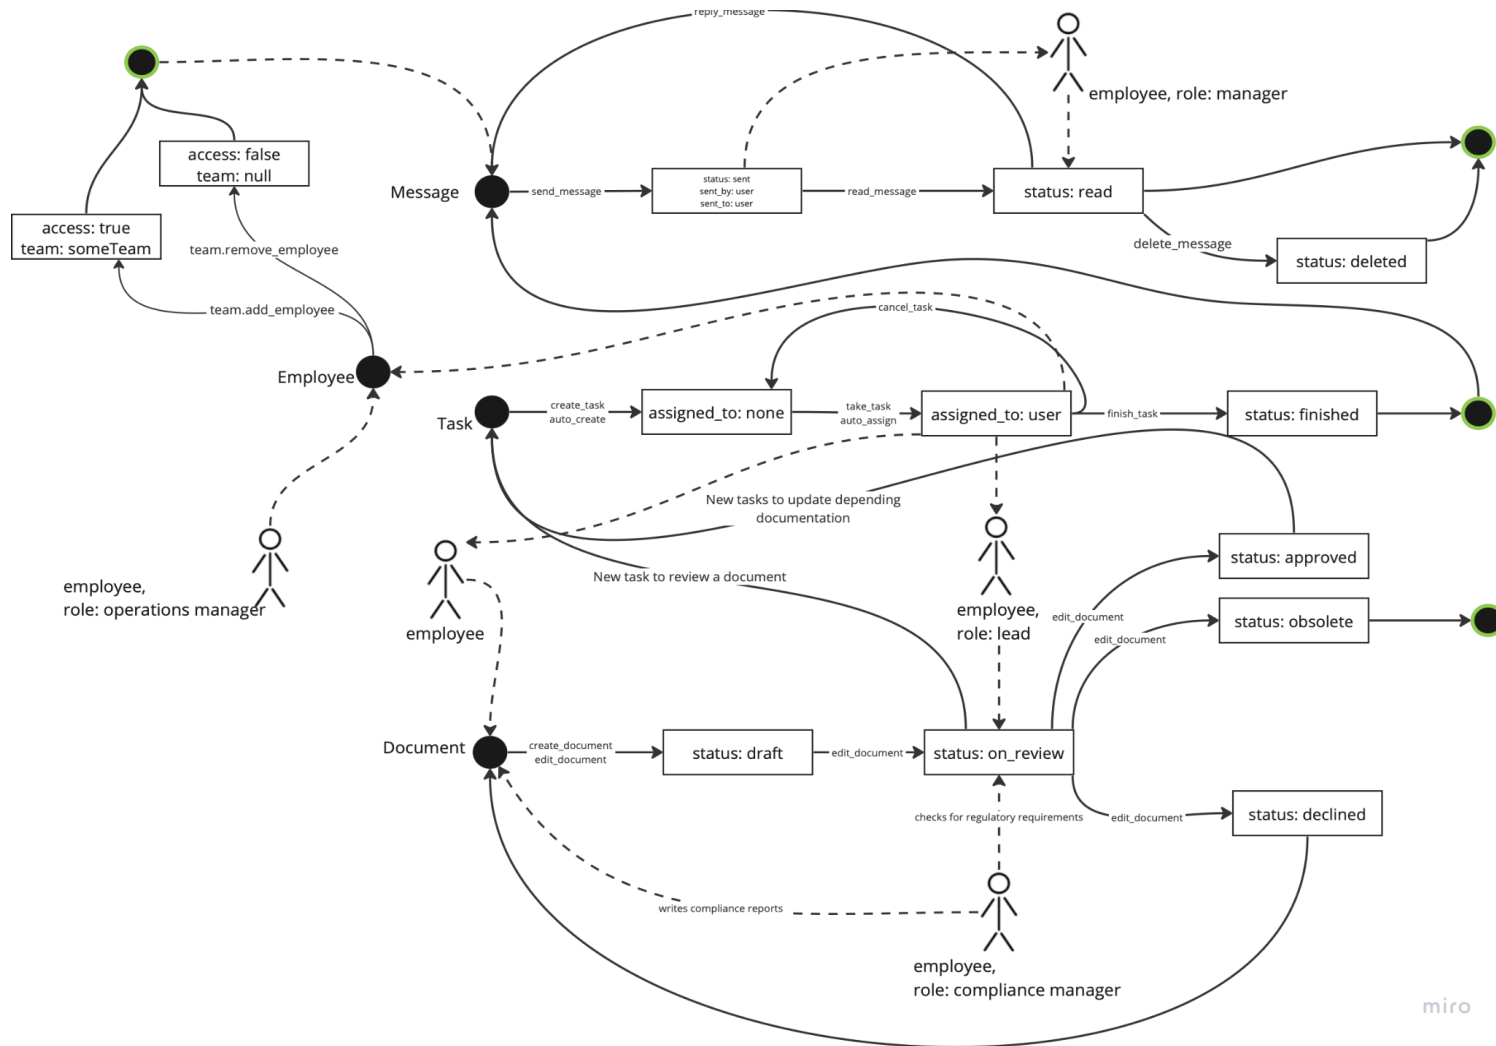 reply_message
employee, role: manager
access: false
team: null
Message
send_message
status: sent
sent_by: user
sent_to: user
read_message
status: read
access: true
team: someTeam
team.remove_employee
delete_message
status: deleted
team.add_employee
cancel_task
Employee
Task
create_task
auto_create
assigned_to: none
take_task
auto_assign
assigned_to: user
finish_task
status: finished
New tasks to update depending
documentation
status: approved
New task to review a document
employee,
role: operations manager
employee
employee,
role: lead
edit_document
status: obsolete
edit_document
Document
create_document
edit_document
status: draft
edit_document
status: on_review
checks for regulatory requirements
edit_document
status: declined
writes compliance reports
employee,
role: compliance manager
miro